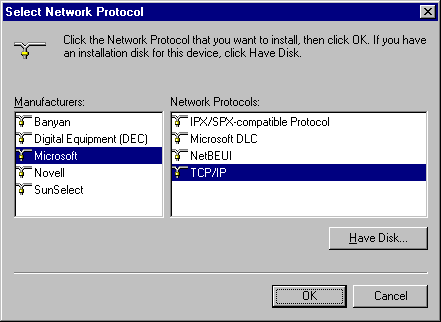 Select Network Protocol
Click the Network Protocol that you want to install, then click OK. If you have
an installation disk for this device, click Have Disk.
Manufacturers:
Banyan
Digital Equipment (DEC)
Microsoft
Novell
SunSelect
Network Protocols:
IPX/SPX-compatible Protocol
Microsoft DLC
NetBEUI
TCP/IP
Have Disk...
OK
Cancel